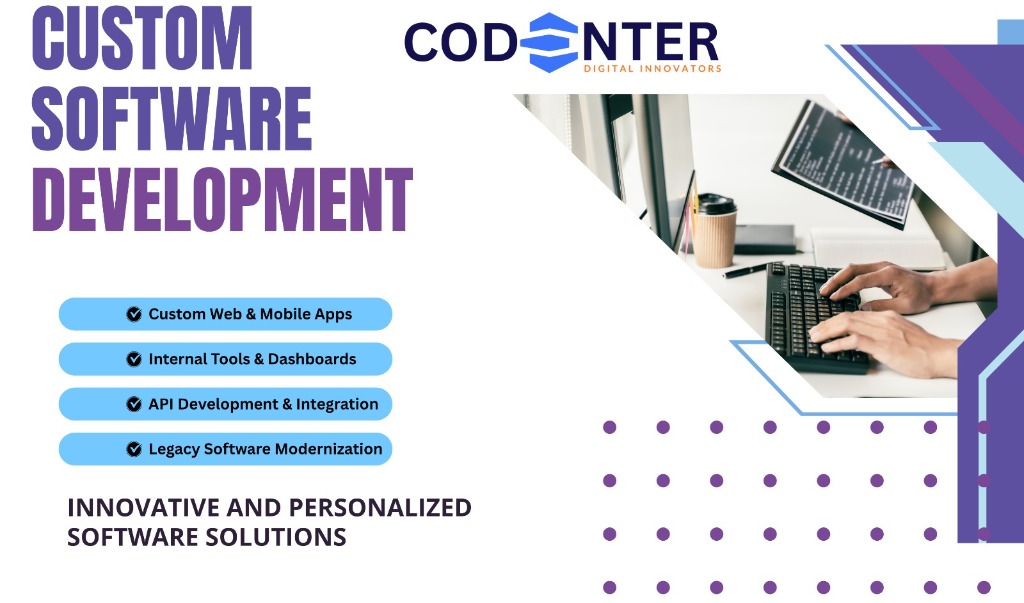 CUSTOM
SOFTWARE
DEVELOPMENT
CODENTER
DIGITAL INNOVATORS
Custom Web & Mobile Apps
Internal Tools & Dashboards
API Development & Integration
Legacy Software Modernization
INNOVATIVE AND PERSONALIZED
SOFTWARE SOLUTIONS